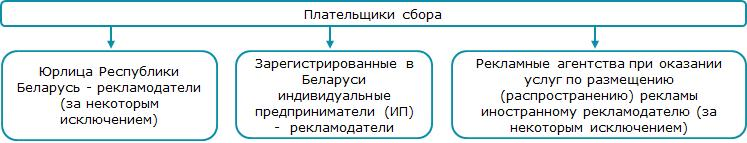 Плательщики сбора
Юрлица Республики
Беларусь - рекламодатели
(за некоторым
исключением)
Зарегистрированные в
Беларуси
индивидуальные
предприниматели (ИП)
- рекламодатели
Рекламные агентства при оказании
услуг по размещению
(распространению) рекламы
иностранному рекламодателю (за
некоторым исключением)